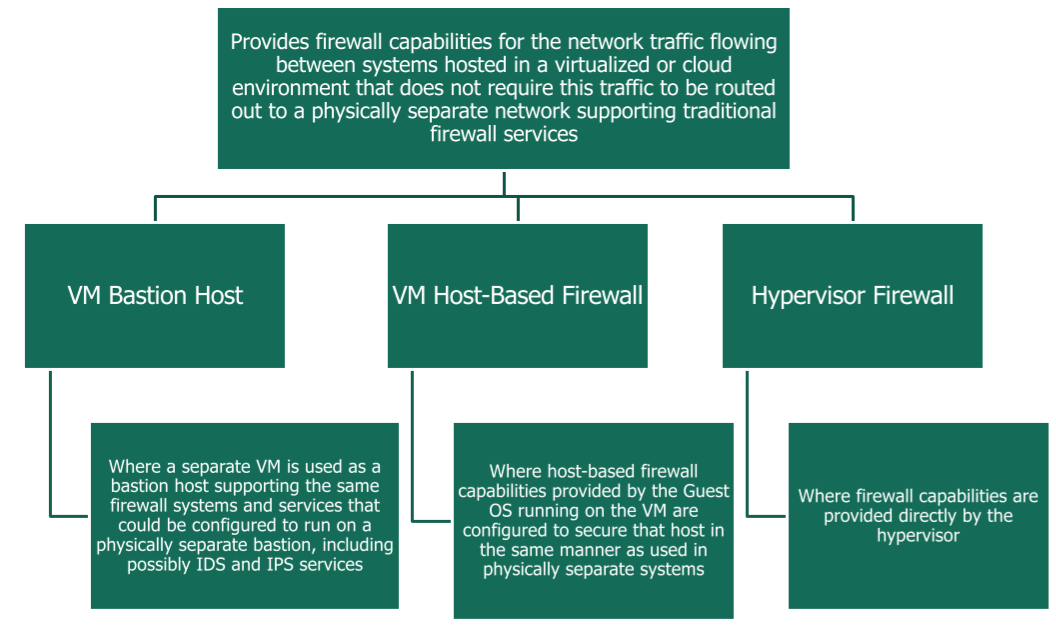 Provides firewall capabilities for the network traffic flowing
between systems hosted in a virtualized or cloud
environment that does not require this traffic to be routed
out to a physically separate network supporting traditional
firewall services
VM Bastion Host
VM Host-Based Firewall
Hypervisor Firewall
Where a separate VM is used as a
bastion host supporting the same
firewall systems and services that
could be configured to run on a
physically separate bastion, including
possibly IDS and IPS services
Where host-based firewall
capabilities provided by the Guest
OS running on the VM are
configured to secure that host in
the same manner as used in
physically separate systems
Where firewall capabilities are
provided directly by the
hypervisor